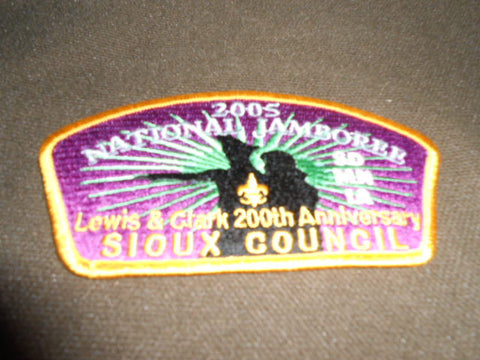 2005
NATIONAL JAMBOREE
SD
MN
IA
Lewis & Clark 200th Anniversary
SIOUX COUNCIL